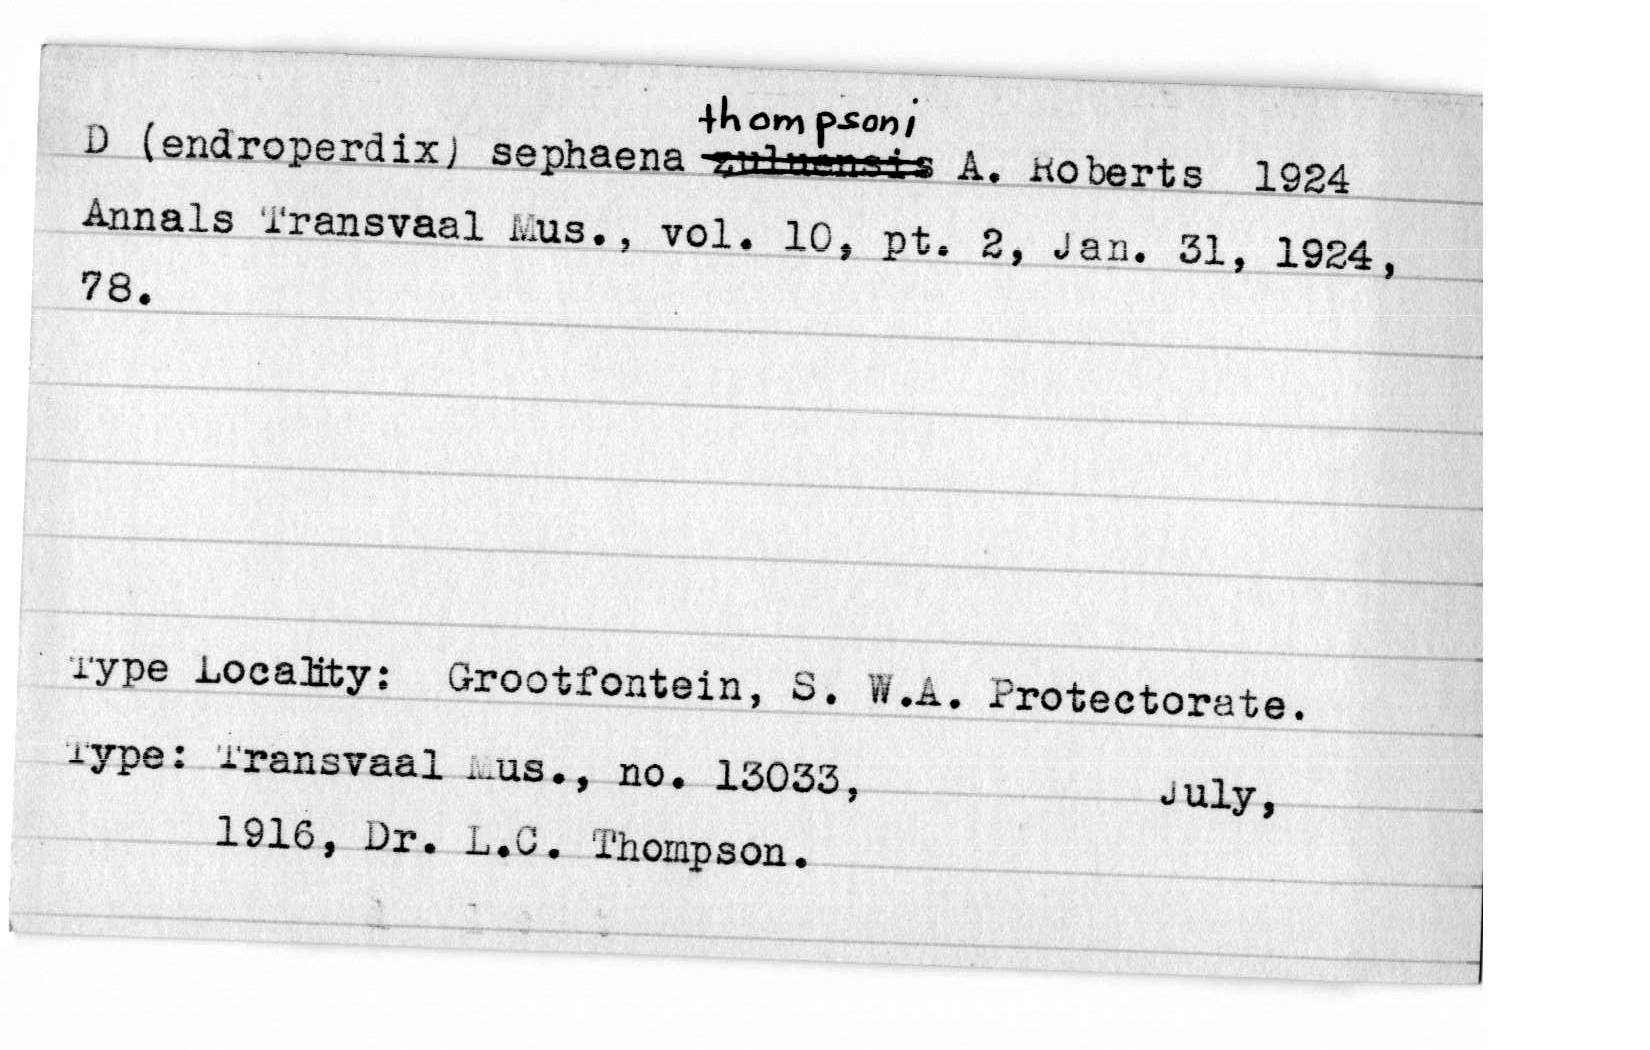 thompsoni
D (endroperdix) sephaena zuluensis A. Roberts 1924
Annals Transvaal Mus., vol. 10, pt. 2, Jan. 31, 1924,
78.
Type Locality: Grootfontein, S. W.A. Protectorate.
Type: Transvaal Mus., no. 13033, July,
1916, Dr. L.C. Thompson.